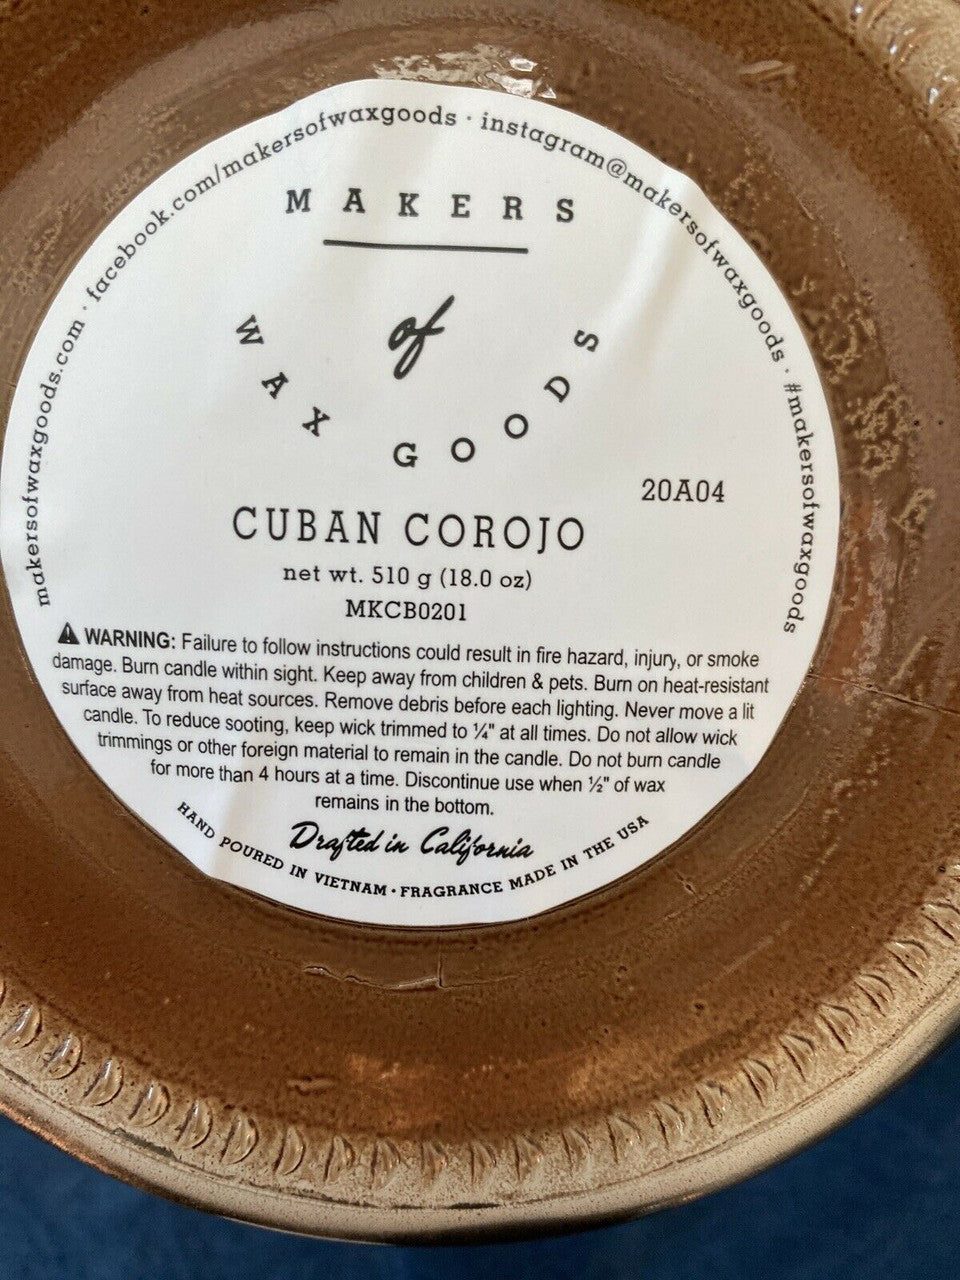 makersofwaxgoods.com · facebook.com/makersofwaxgoods · instagram@makersofwaxgoods · #makersofwaxgoods
MAKERS
of
WAX GOODS
20A04
CUBAN COROJO
net wt. 510 g (18.0 oz)
MKCB0201
⚠ WARNING: Failure to follow instructions could result in fire hazard, injury, or smoke
damage. Burn candle within sight. Keep away from children & pets. Burn on heat-resistant
surface away from heat sources. Remove debris before each lighting. Never move a lit
candle. To reduce sooting, keep wick trimmed to ¼" at all times. Do not allow wick
trimmings or other foreign material to remain in the candle. Do not burn candle
for more than 4 hours at a time. Discontinue use when ½" of wax
remains in the bottom.
Drafted in California
HAND POURED IN VIETNAM · FRAGRANCE MADE IN THE USA